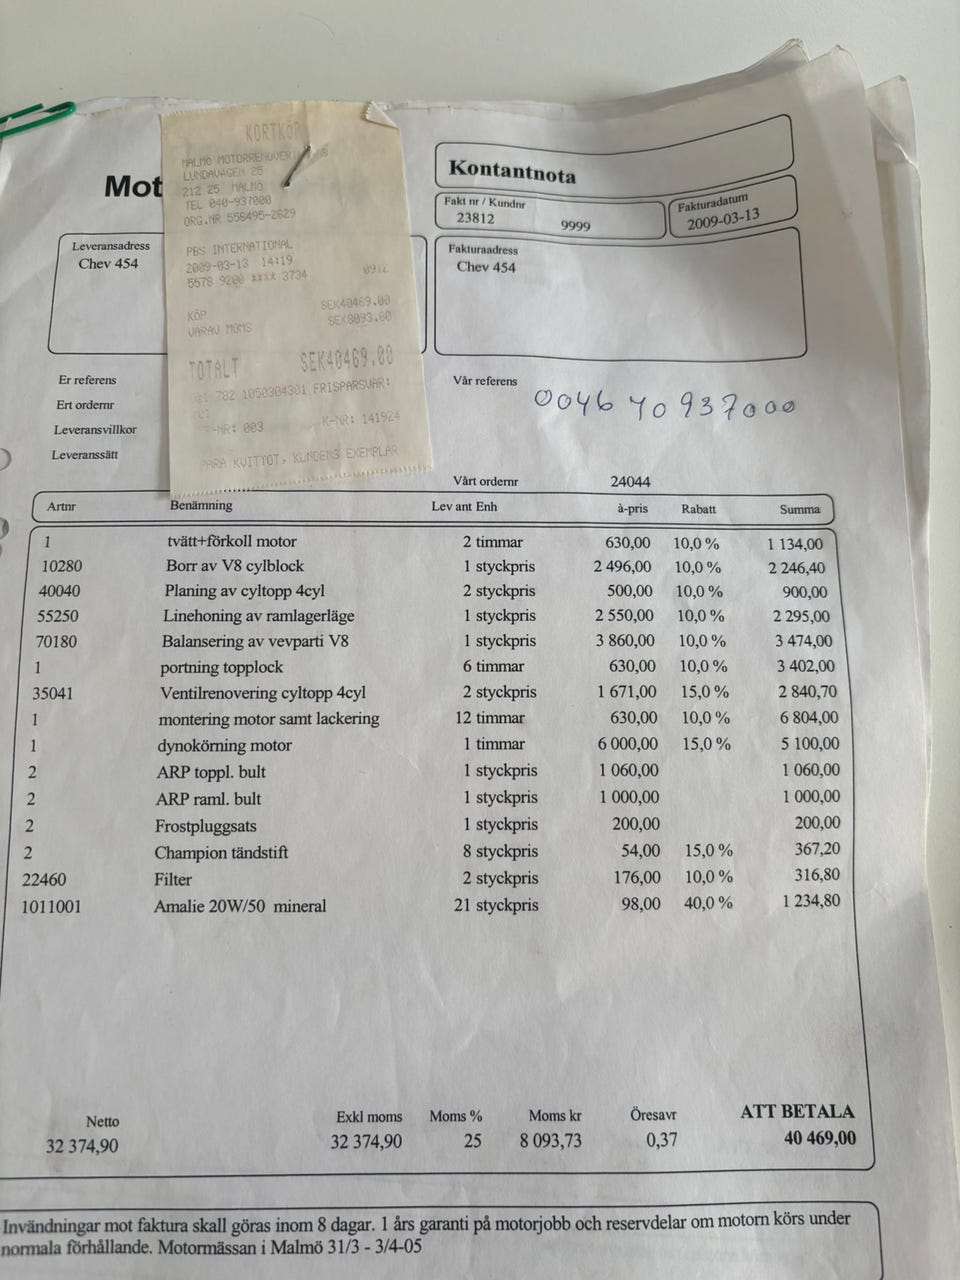 KORTKÖP
MALMÖ MOTORRENOVERING AB
LUNDAVÄGEN 25
212 25 MALMÖ
TEL 040-937000
ORG.NR 556495-2629
PBS INTERNATIONAL
2009-03-13 14:19
5578 9200 **** 3734
KÖP SEK40469.00
VARAV MOMS SEK8093.80
TOTALT SEK40469.00
782 1050304301 FRISPARSVAR:
-NR: 003 K-NR: 141924
SPARA KVITTOT, KUNDENS EXEMPLAR
Mot
Kontantnota
Fakt nr / Kundnr
23812 9999
Fakturadatum
2009-03-13
Leveransadress
Chev 454
Fakturaadress
Chev 454
Er referens
Ert ordernr
Leveransvillkor
Leveranssätt
Vår referens
0046 40 937000
Vårt ordernr 24044
Artnr Benämning Lev ant Enh à-pris Rabatt Summa
1 tvätt+förkoll motor 2 timmar 630,00 10,0 % 1 134,00
10280 Borr av V8 cylblock 1 styckpris 2 496,00 10,0 % 2 246,40
40040 Planing av cyltopp 4cyl 2 styckpris 500,00 10,0 % 900,00
55250 Linehoning av ramlagerläge 1 styckpris 2 550,00 10,0 % 2 295,00
70180 Balansering av vevparti V8 1 styckpris 3 860,00 10,0 % 3 474,00
1 portning topplock 6 timmar 630,00 10,0 % 3 402,00
35041 Ventilrenovering cyltopp 4cyl 2 styckpris 1 671,00 15,0 % 2 840,70
1 montering motor samt lackering 12 timmar 630,00 10,0 % 6 804,00
1 dynokörning motor 1 timmar 6 000,00 15,0 % 5 100,00
2 ARP toppl. bult 1 styckpris 1 060,00 1 060,00
2 ARP raml. bult 1 styckpris 1 000,00 1 000,00
2 Frostpluggsats 1 styckpris 200,00 200,00
2 Champion tändstift 8 styckpris 54,00 15,0 % 367,20
22460 Filter 2 styckpris 176,00 10,0 % 316,80
1011001 Amalie 20W/50 mineral 21 styckpris 98,00 40,0 % 1 234,80
Netto Exkl moms Moms % Moms kr Öresavr ATT BETALA
32 374,90 32 374,90 25 8 093,73 0,37 40 469,00
Invändningar mot faktura skall göras inom 8 dagar. 1 års garanti på motorjobb och reservdelar om motorn körs under
normala förhållande. Motormässan i Malmö 31/3 - 3/4-05